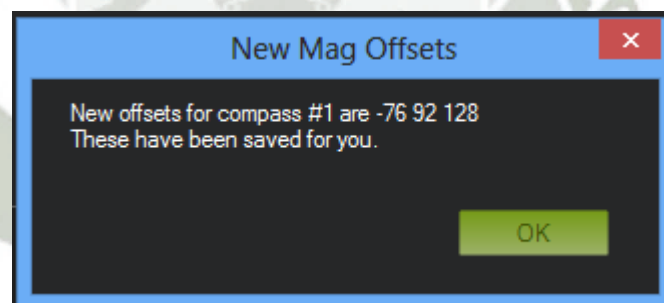 New Mag Offsets
New offsets for compass #1 are -76 92 128
These have been saved for you.
OK